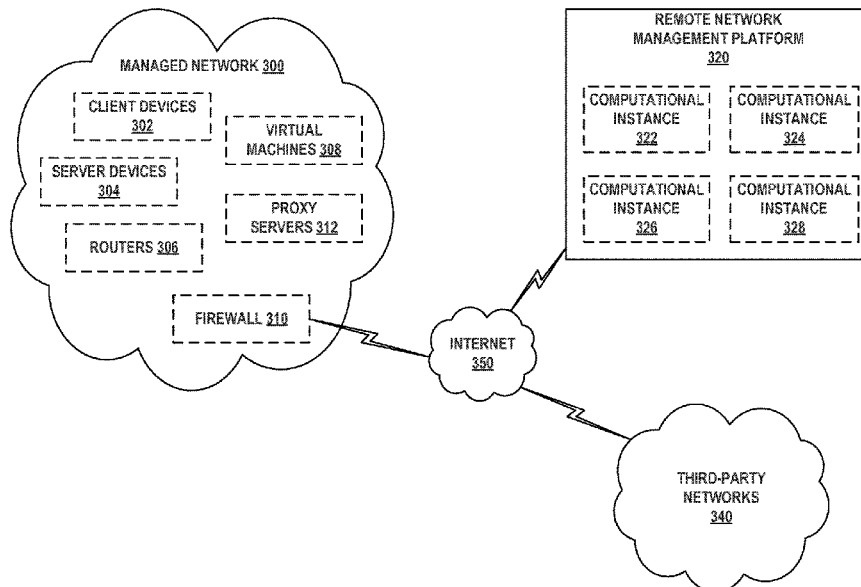 MANAGED NETWORK 300
CLIENT DEVICES
302
VIRTUAL
MACHINES 308
SERVER DEVICES
304
PROXY
SERVERS 312
ROUTERS 306
FIREWALL 310
REMOTE NETWORK
MANAGEMENT PLATFORM
320
COMPUTATIONAL
INSTANCE
322
COMPUTATIONAL
INSTANCE
324
COMPUTATIONAL
INSTANCE
326
COMPUTATIONAL
INSTANCE
328
INTERNET
350
THIRD-PARTY
NETWORKS
340